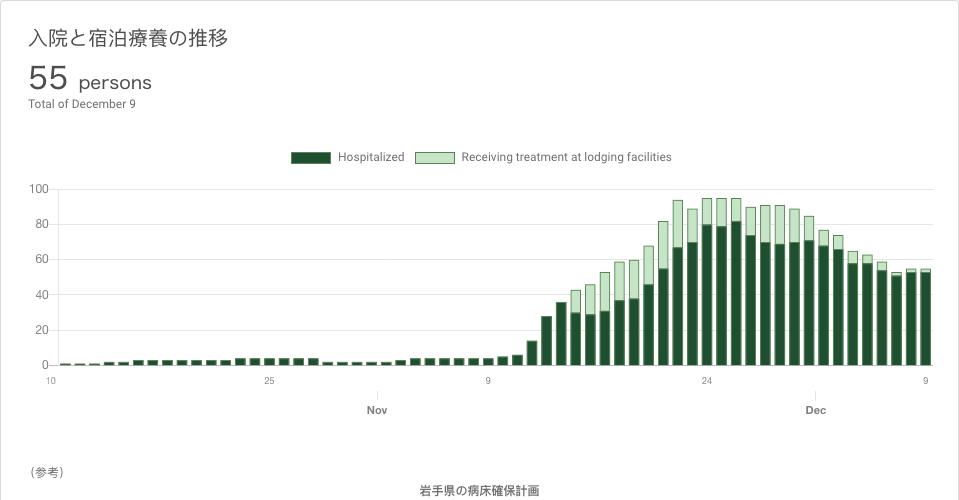 入院と宿泊療養の推移
55 persons
Total of December 9
Hospitalized Receiving treatment at lodging facilities
100
80
60
40
20
0
10 25 9 24 9
Nov Dec
(参考)
岩手県の病床確保計画